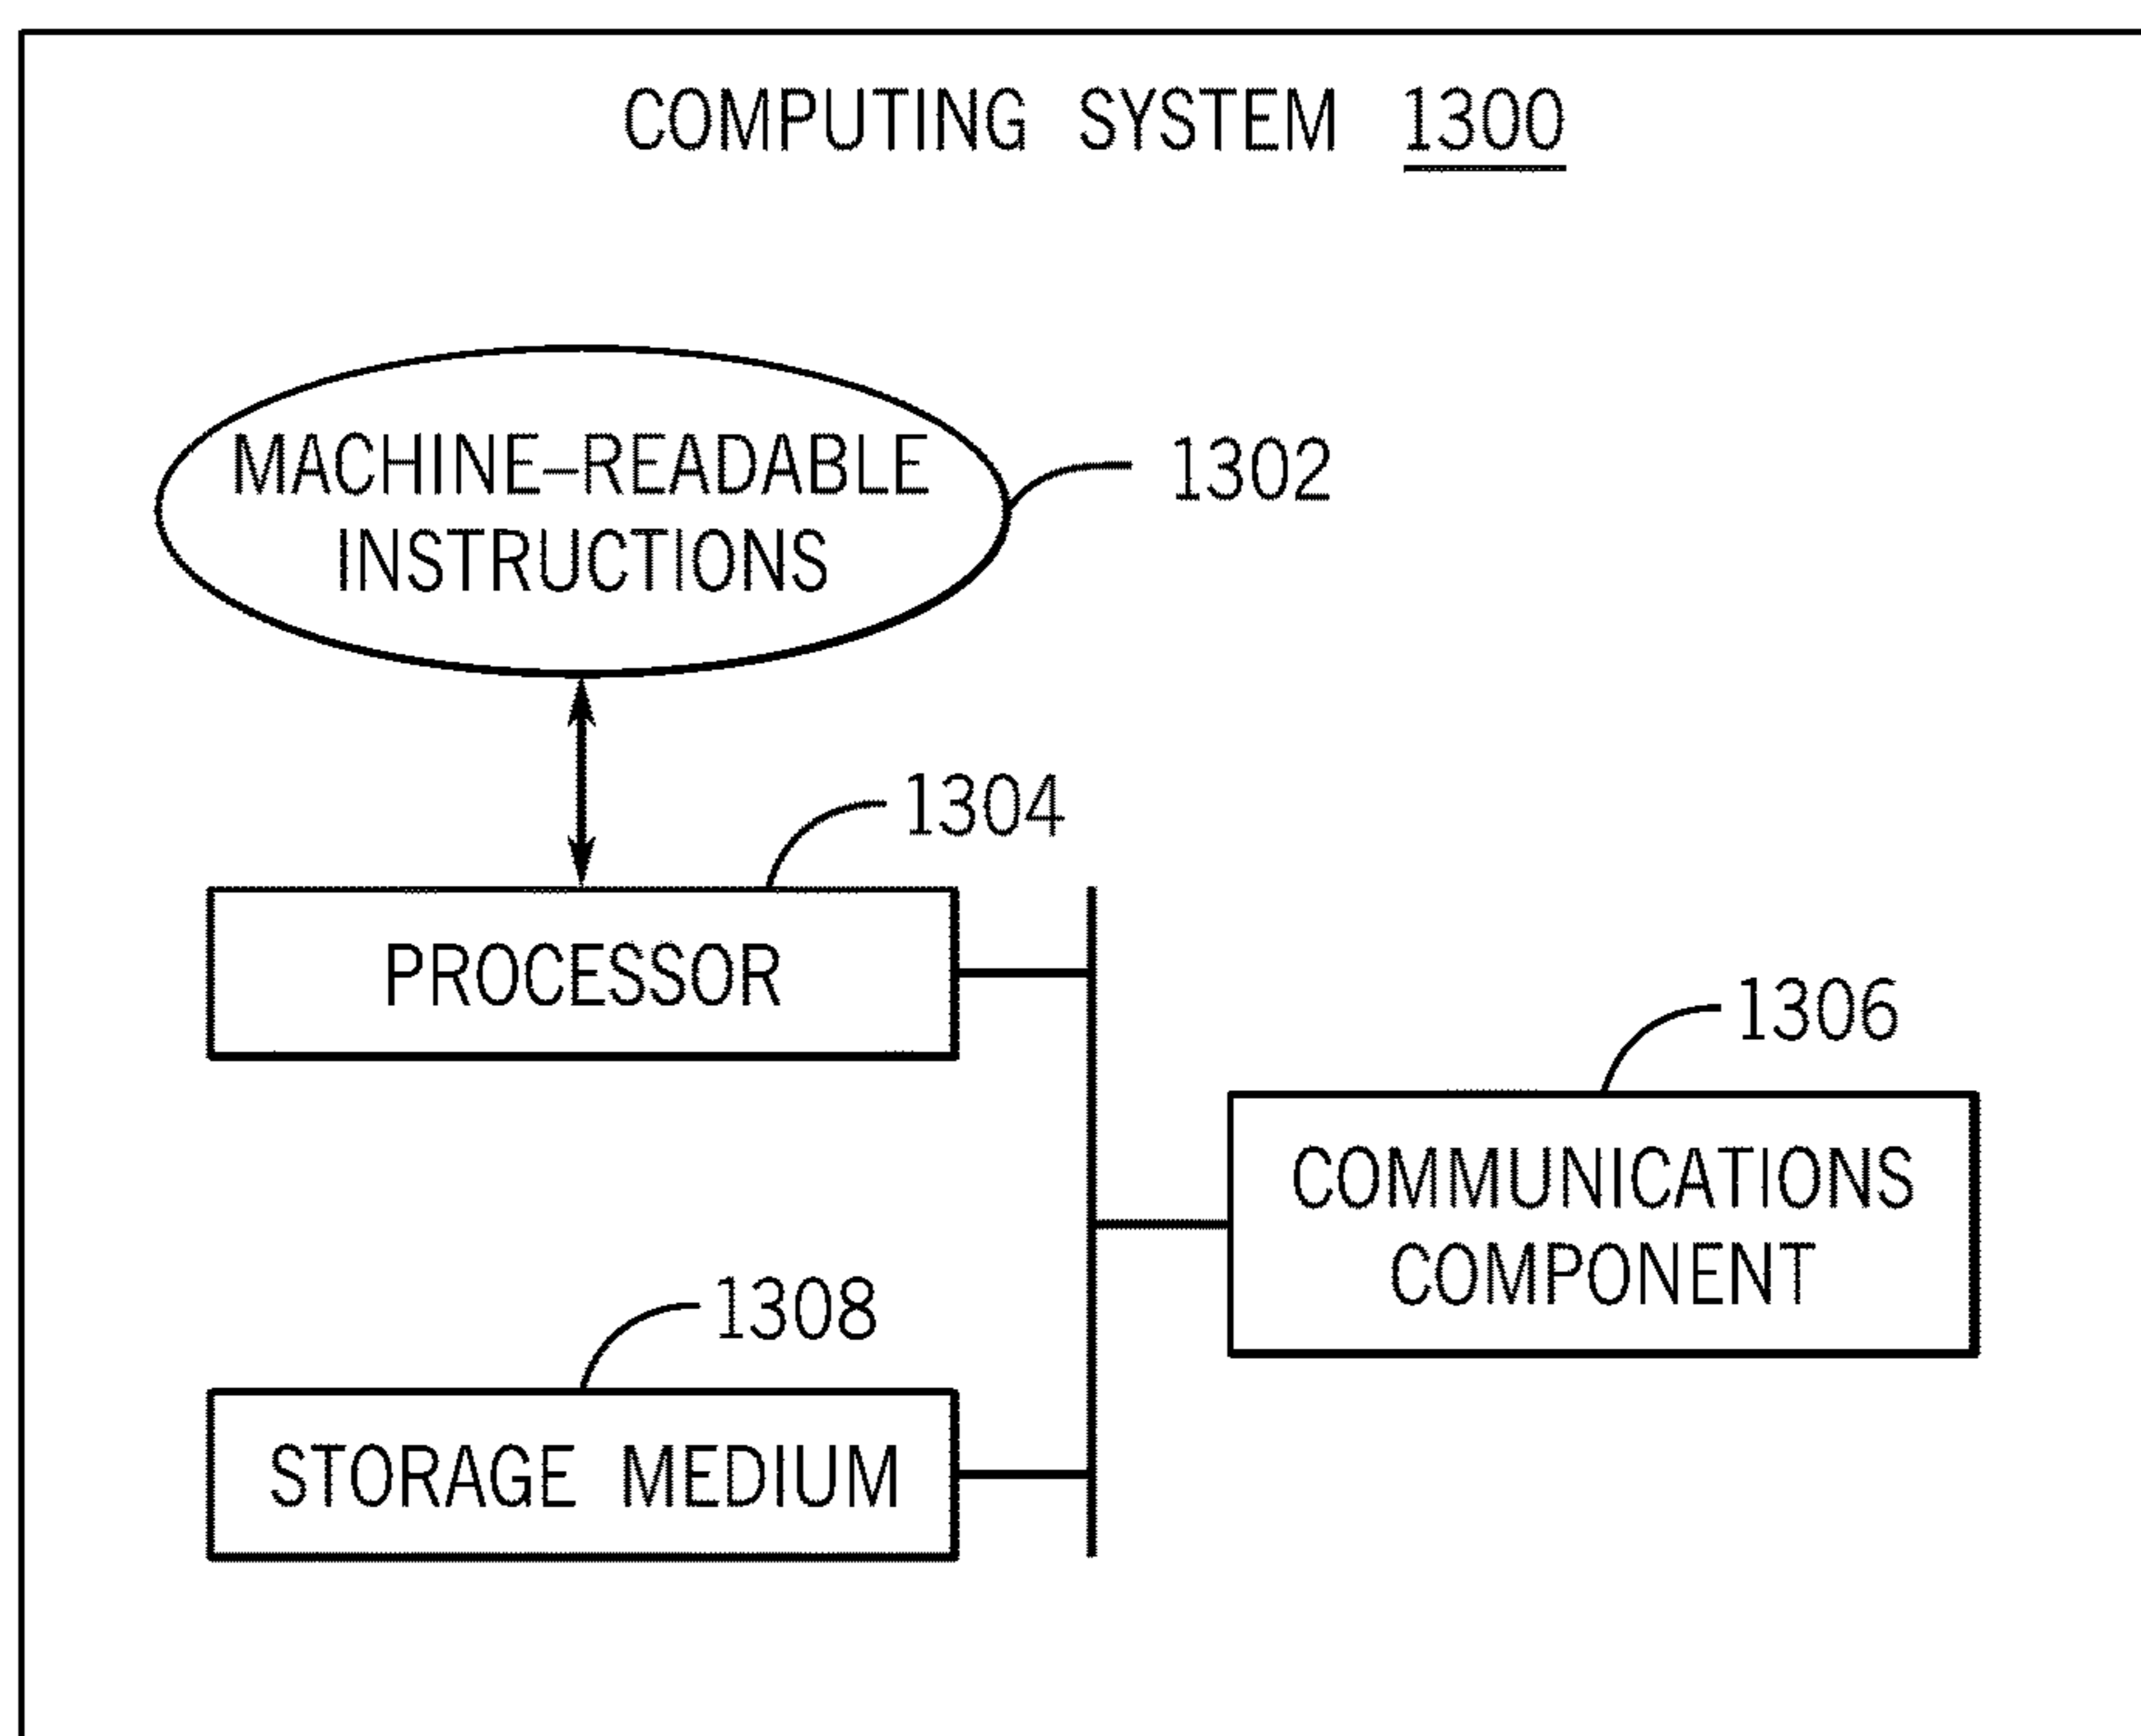 COMPUTING SYSTEM 1300
MACHINE-READABLE
INSTRUCTIONS
1302
1304
PROCESSOR
1306
COMMUNICATIONS
COMPONENT
1308
STORAGE MEDIUM